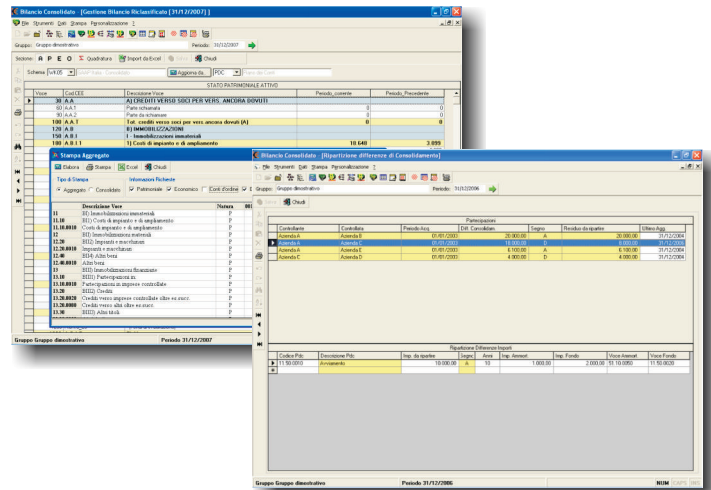 Bilancio Consolidato - [Gestione Bilancio Riclassificato [31/12/2007] ]
File Strumenti Dati Stampa Personalizzazione ?
Gruppo: Gruppo dimostrativo Periodo: 31/12/2007
Sezione: A P E O Σ Quadratura Import da Excel Chiudi
Schema IV/F.05 Aggiorna da... PDC
STATO PATRIMONIALE ATTIVO
Voce Cod CEE Descrizione Voce Periodo_corrente Periodo_Precedente
30 A.A A) CREDITI VERSO SOCI PER VERS. ANCORA DOVUTI
60 A.A.1 Parte richiamata 0 0
90 A.A.2 Parte da richiamare 0 0
100 A.A.T Tot. crediti verso soci per vers.ancora dovuti (A) 0 0
120 A.B B) IMMOBILIZZAZIONI
150 A.B.I I - Immobilizzazioni immateriali
180 A.B.I.1 1) Costi di impianto e di ampliamento 10.648 3.099
Stampa Aggregato
Elabora Stampa Excel Chiudi
Tipo di Stampa Informazioni Richieste
Aggregato Consolidato Patrimoniale Economico Conti d'ordine
Descrizione Voce Natura
11 BI) Immobilizzazioni immateriali P
11.10 BI1) Costi di impianto e di ampliamento P
11.10.0010 Costi di impianto e di ampliamento P
12 BII) Immobilizzazioni materiali P
12.20 BII2) Impianti e macchinari P
12.20.0010 Impianti e macchinari P
12.40 BII4) Altri beni P
12.40.0010 Altri beni P
13 BIII) Immobilizzazioni finanziarie P
13.10 BIII1) Partecipazioni in: P
13.10.0010 Partecipazioni in imprese controllate P
13.20 BIII2) Crediti P
13.20.0020 Crediti verso imprese controllate oltre es.succ. P
13.20.0080 Crediti verso altri oltre es.succ. P
13.30 BIII3) Altri titoli P
Gruppo Gruppo dimostrativo Periodo 31/12/2007
Bilancio Consolidato - [Ripartizione differenze di Consolidamento]
File Strumenti Dati Stampa Personalizzazione ?
Gruppo: Gruppo dimostrativo Periodo: 31/12/2006
Chiudi
Partecipazioni
Controllante Controllata Periodo Acq. Diff. Consolidam. Segno Residuo da ripartire Ultimo Agg
Azienda A Azienda B 01/01/2003 20.000,00 A 20.000,00 31/12/2004
Azienda A Azienda C 01/01/2003 10.000,00 D 31/12/2006
Azienda A Azienda E 01/01/2003 6.100,00 A 6.100,00 31/12/2004
Azienda C Azienda D 01/01/2003 4.000,00 D 4.000,00 31/12/2004
Ripartizione Differenze Importi
Codice Pdc Descrizione Pdc Imp. da ripartire Segno Anni Imp. Ammort Imp. Fondo Voce Ammort. Voce Fondo
11.50.0010 Avviamento 10.000,00 A 10 1.000,00 2.000,00 51.10.0050 11.50.0020
Gruppo Gruppo dimostrativo Periodo 31/12/2006 NUM CAPS INS